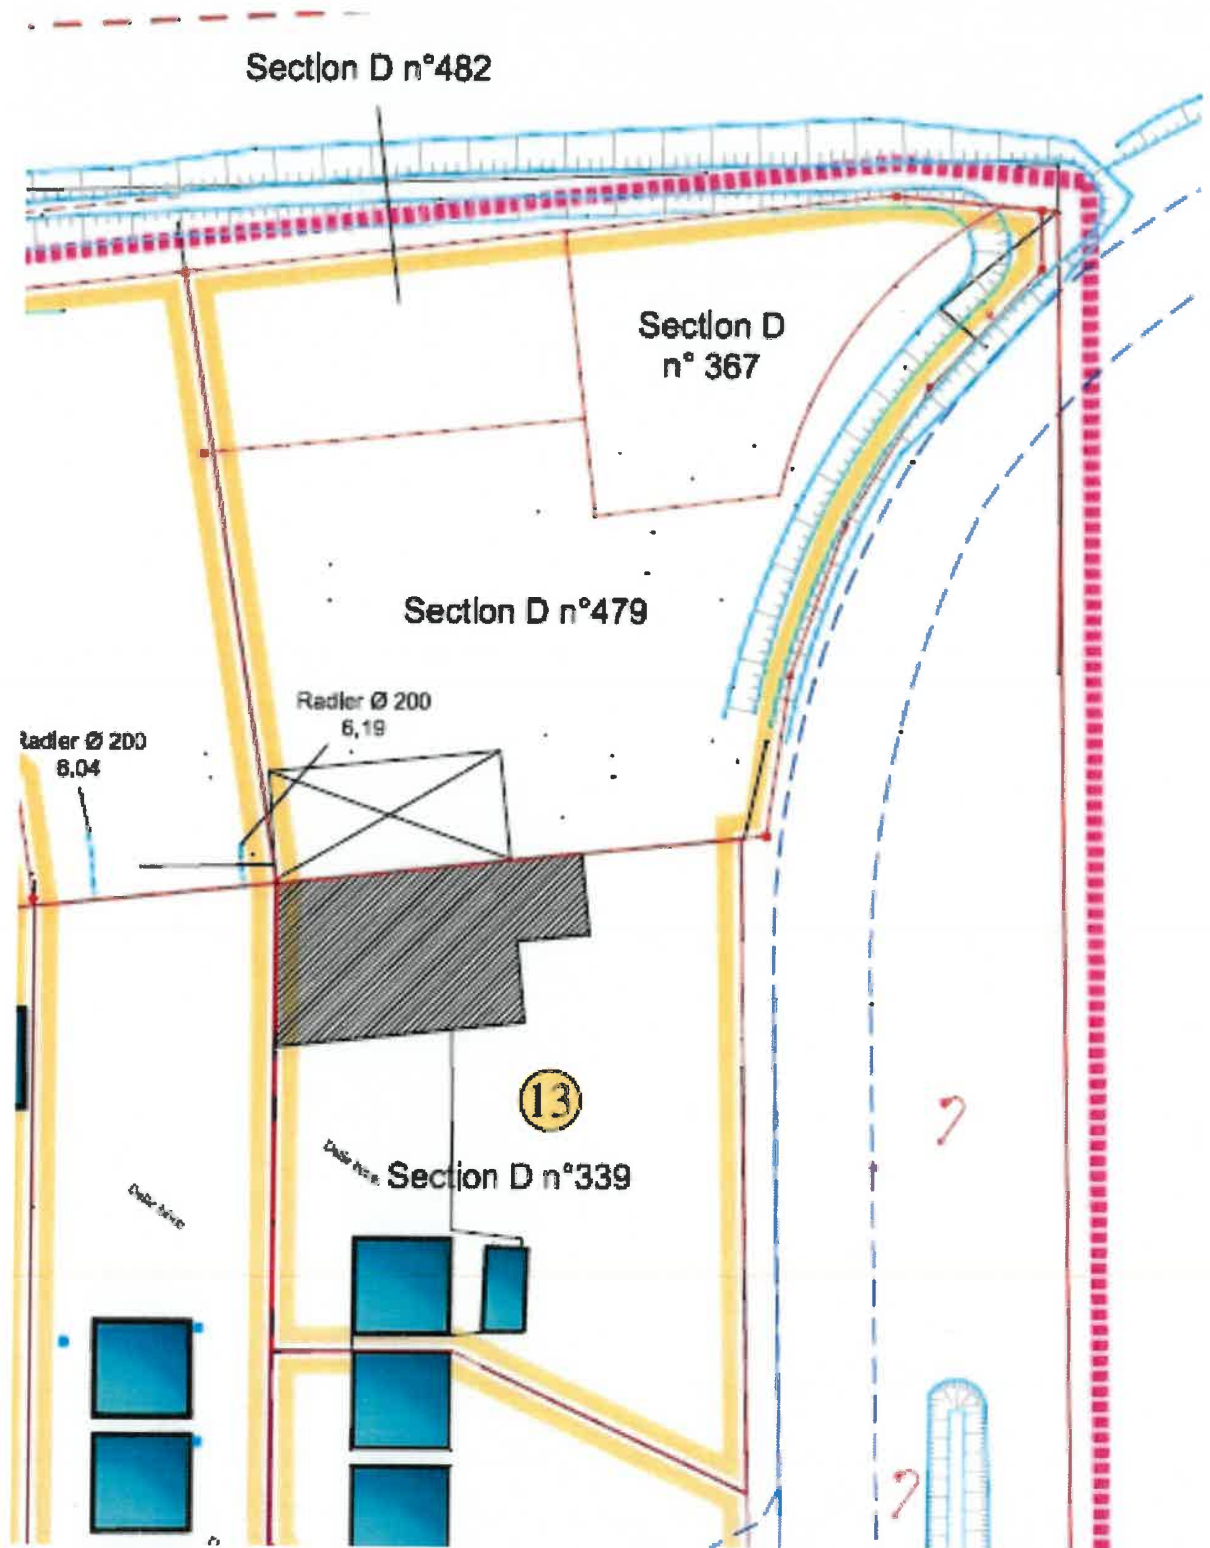 Section D n°482
Section D
n° 367
Section D n°479
Radier Ø 200
6,19
Radier Ø 200
6,04
13
Section D n°339